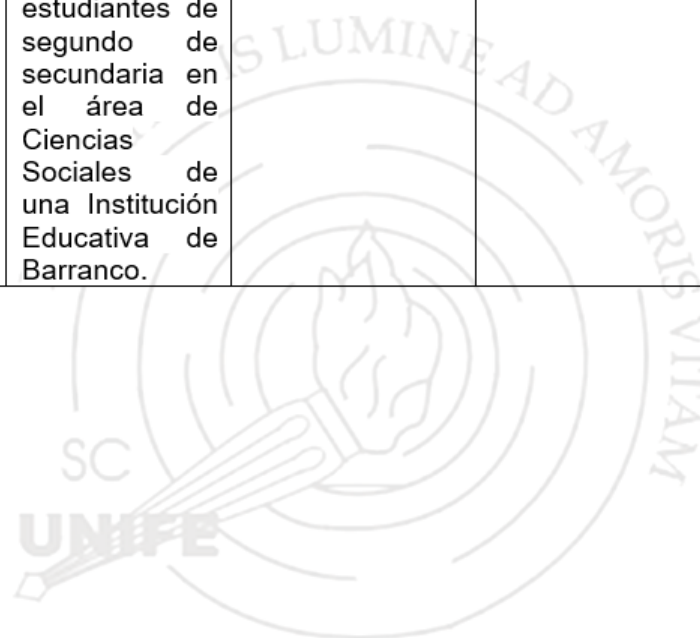 estudiantes de
segundo de
secundaria en
el área de
Ciencias
Sociales de
una Institución
Educativa de
Barranco.
IS LUMINE AD AMORIS VITAM
SC
UNIFE